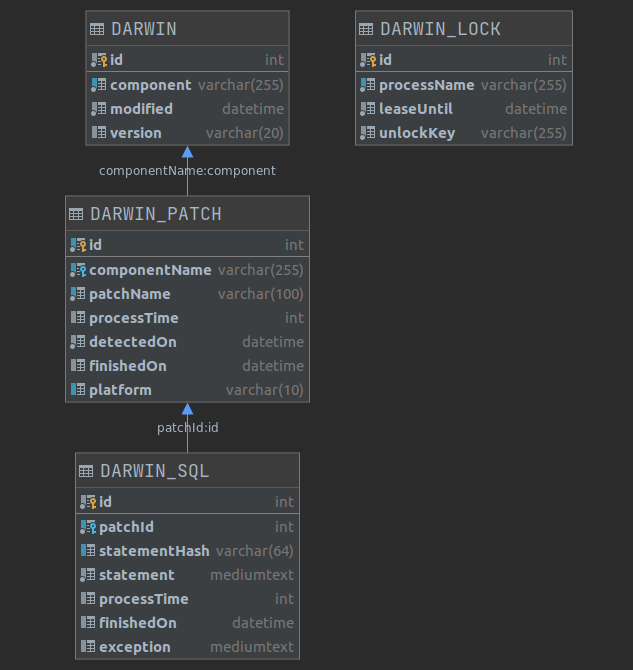 DARWIN
id int
component varchar(255)
modified datetime
version varchar(20)
DARWIN_LOCK
id int
processName varchar(255)
leaseUntil datetime
unlockKey varchar(255)
componentName:component
DARWIN_PATCH
id int
componentName varchar(255)
patchName varchar(100)
processTime int
detectedOn datetime
finishedOn datetime
platform varchar(10)
patchId:id
DARWIN_SQL
id int
patchId int
statementHash varchar(64)
statement mediumtext
processTime int
finishedOn datetime
exception mediumtext